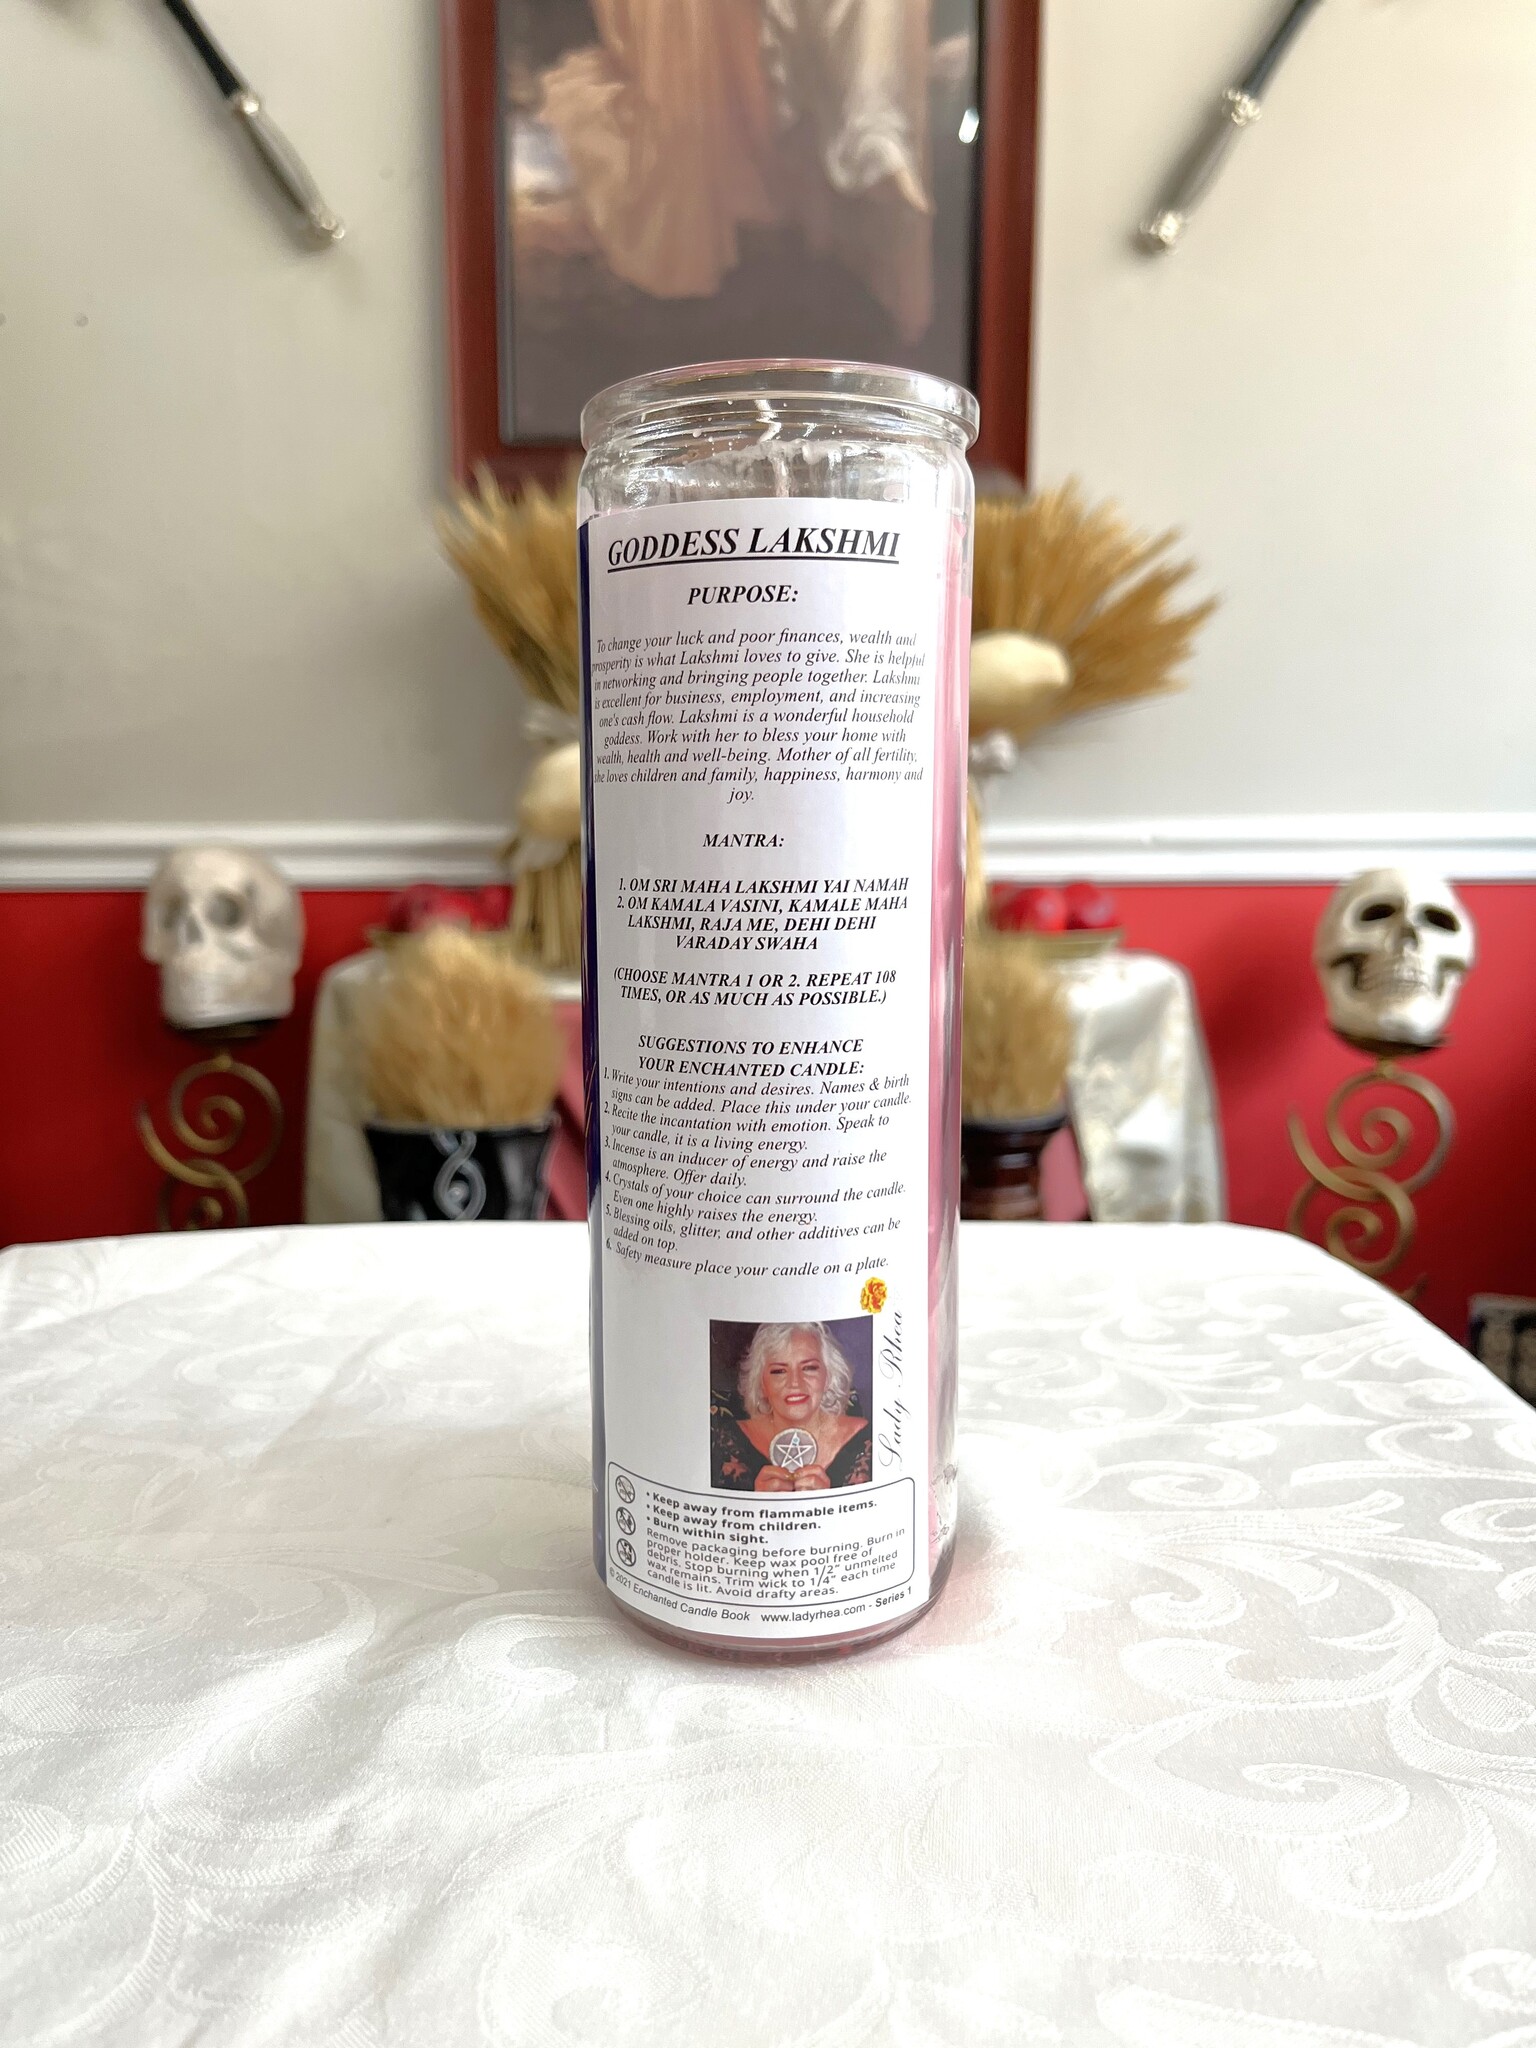 GODDESS LAKSHMI
PURPOSE:
To change your luck and poor finances, wealth and
prosperity is what Lakshmi loves to give. She is helpful
in networking and bringing people together. Lakshmi
is excellent for business, employment, and increasing
one's cash flow. Lakshmi is a wonderful household
goddess. Work with her to bless your home with
wealth, health and well-being. Mother of all fertility,
she loves children and family, happiness, harmony and
joy.
MANTRA:
1. OM SRI MAHA LAKSHMI YAI NAMAH
2. OM KAMALA VASINI, KAMALE MAHA
LAKSHMI, RAJA ME, DEHI DEHI
VARADAY SWAHA
(CHOOSE MANTRA 1 OR 2. REPEAT 108
TIMES, OR AS MUCH AS POSSIBLE.)
SUGGESTIONS TO ENHANCE
YOUR ENCHANTED CANDLE:
1. Write your intentions and desires. Names & birth
signs can be added. Place this under your candle.
2. Recite the incantation with emotion. Speak to
your candle, it is a living energy.
3. Incense is an inducer of energy and raise the
atmosphere. Offer daily.
4. Crystals of your choice can surround the candle.
Even one highly raises the energy.
5. Blessing oils, glitter, and other additives can be
added on top.
6. Safety measure place your candle on a plate.
Lady Rhea
• Keep away from flammable items.
• Keep away from children.
• Burn within sight.
Remove packaging before burning. Burn in
proper holder. Keep wax pool free of
debris. Stop burning when 1/2" unmelted
wax remains. Trim wick to 1/4" each time
candle is lit. Avoid drafty areas.
©2021 Enchanted Candle Book www.ladyrhea.com - Series 1